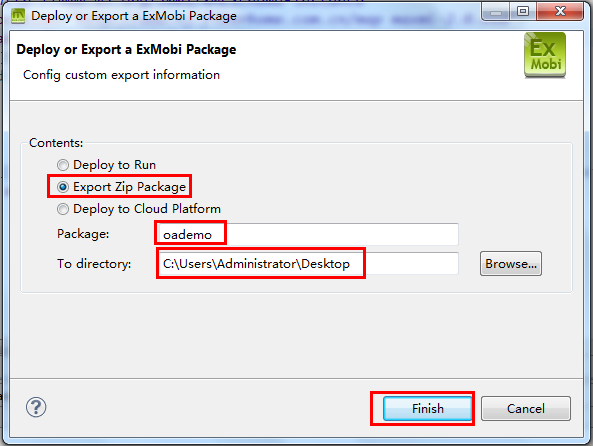 Deploy or Export a ExMobi Package
Deploy or Export a ExMobi Package
Config custom export information
Ex
Mobi
Contents:
Deploy to Run
Export Zip Package
Deploy to Cloud Platform
Package: oademo
To directory: C:\Users\Administrator\Desktop Browse...
? Finish Cancel